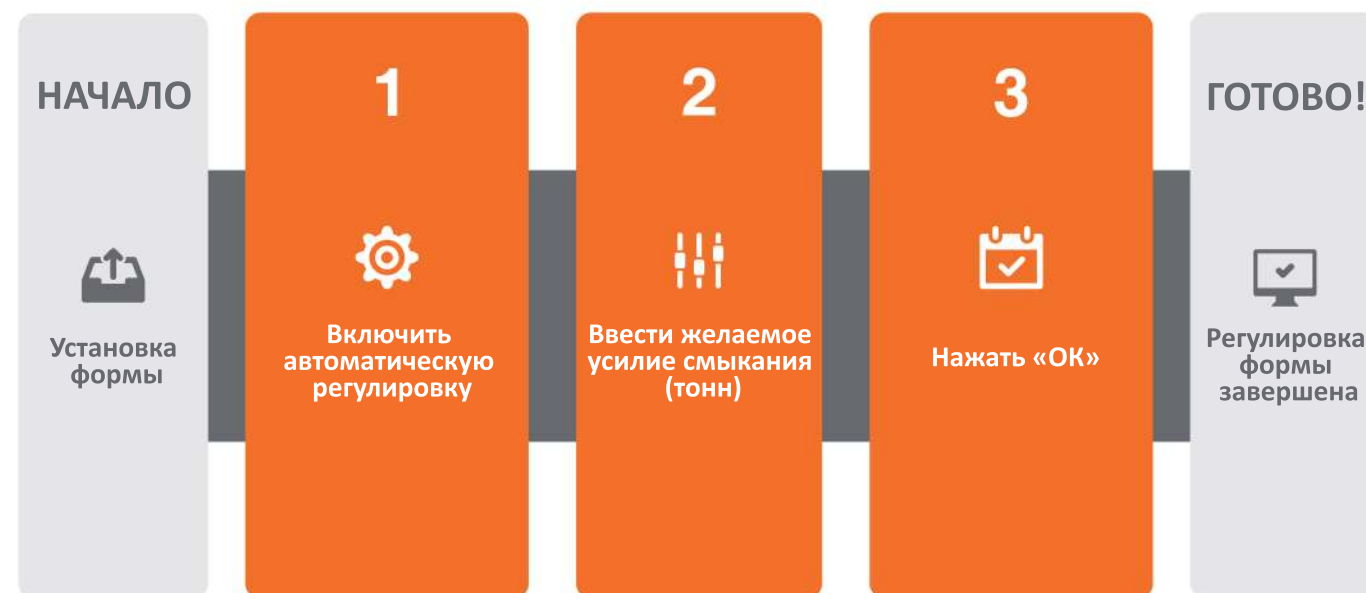 НАЧАЛО
Установка
формы
1
Включить
автоматическую
регулировку
2
Ввести желаемое
усилие смыкания
(тонн)
3
Нажать «ОК»
ГОТОВО!
Регулировка
формы
завершена